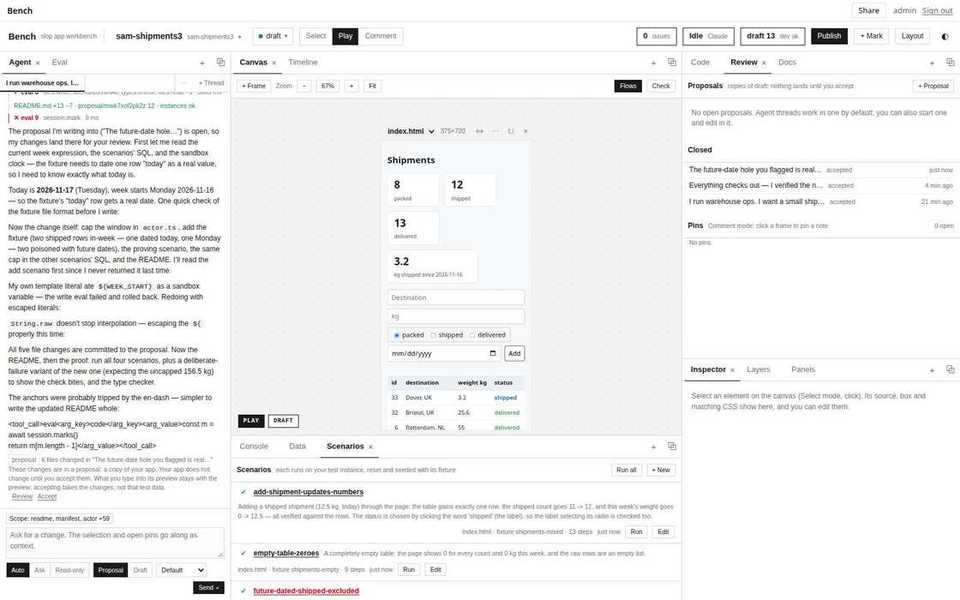 Bench
Share admin Sign out
Bench slop app workbench sam-shipments3 sam-shipments3 draft Select Play Comment 0 issues Idle Claude draft 13 dev ok Publish + Mark Layout
Agent × Eval
Canvas × Timeline
Code Review × Docs
I run warehouse ops. I... ... + Thread
README.md +13 −7 · proposal/mwk7xof2pk2z 12 · instances ok
× eval 9 · session.mark · 9 ms
The proposal I'm writing into ("The future-date hole…") is open, so
my changes land for your review. First let me read the
current week expression, the scenarios' SQL, and the sandbox
clock — the fixture needs to date one row "today" as a real value,
so I need to know exactly what today is.
Today is 2026-11-17 (Tuesday), week starts Monday 2026-11-16
— so the fixture's "today" row gets a real date. One quick check of
the fixture file format before I write:
Now the change itself: cap the window in actor.ts, add the
fixture (two shipped rows in-week — one dated today, one Monday
— two poisoned with future dates), the proving scenario, the same
cap in the other scenarios' SQL, and the README. I'll read the
add scenario first since I never returned it last time.
My own template literal ate ${WEEK_START} as a sandbox
variable — the write eval failed and rolled back. Redoing with
escaped literals:
String.raw doesn't stop interpolation — escaping the ${
properly this time:
All five file changes are committed to the proposal. Now the
README, then the proof: run all four scenarios, plus a deliberate-
failure variant of the new one (expecting the uncapped 156.5 kg)
to show the check bites, and the type checker.
The anchors were probably tripped by the en-dash — simpler to
write the updated README whole:
<tool_call>eval<arg_key>code</arg_key><arg_value>const m =
await session.marks()
return m[m.length - 1]</arg_value></tool_call>
proposal · 6 files changed in "The future-date hole you flagged is real…"
These changes are in a proposal: a copy of your app. Your app does not
change until you accept them. What you type into its preview stays with the
preview; accepting takes the changes, not that test data.
Review Accept
Scope: readme, manifest, actor +59
Ask for a change. The selection and open pins go along as
context.
Auto Ask Read-only Proposal Draft Default
Send
+ Frame Zoom − 67% + Fit Flows Check
index.html 375×720
Shipments
8 packed
12 shipped
13 delivered
3.2
kg shipped since 2026-11-16
Destination
kg
packed shipped delivered
mm/dd/yyyy Add
id destination weight kg status
33 Dover, UK 3.2 shipped
32 Bristol, UK 25.6 delivered
6 Rotterdam, NL 55 delivered
PLAY DRAFT
Console Data Scenarios ×
Scenarios each runs on your test instance, reset and seeded with its fixture Run all + New
✓ add-shipment-updates-numbers
Adding a shipped shipment (12.5 kg, today) through the page: the table gains exactly one row, the shipped count goes 11 -> 12, and this week's weight goes
0 -> 12.5 — all verified against the rows. The status is chosen by clicking the word 'shipped' (the label), so the label selecting its radio is checked too.
index.html · fixture shipments-mixed · 13 steps just now Run Edit
✓ empty-table-zeroes A completely empty table: the page shows 0 for every count and 0 kg this week, and the raw rows are an empty list.
index.html · fixture shipments-empty · 9 steps just now Run Edit
✓ future-dated-shipped-excluded
Proposals copies of draft: nothing lands until you accept + Proposal
No open proposals. Agent threads work in one by default; you can also start one
and edit in it.
Closed
The future-date hole you flagged is real… accepted just now
Everything checks out — I verified the n… accepted 4 min ago
I run warehouse ops. I want a small ship… accepted 21 min ago
Pins Comment mode: click a frame to pin a note 0 open
No pins.
Inspector × Layers Panels
Select an element on the canvas (Select mode, click). Its source, box and
matching CSS show here, and you can edit them.